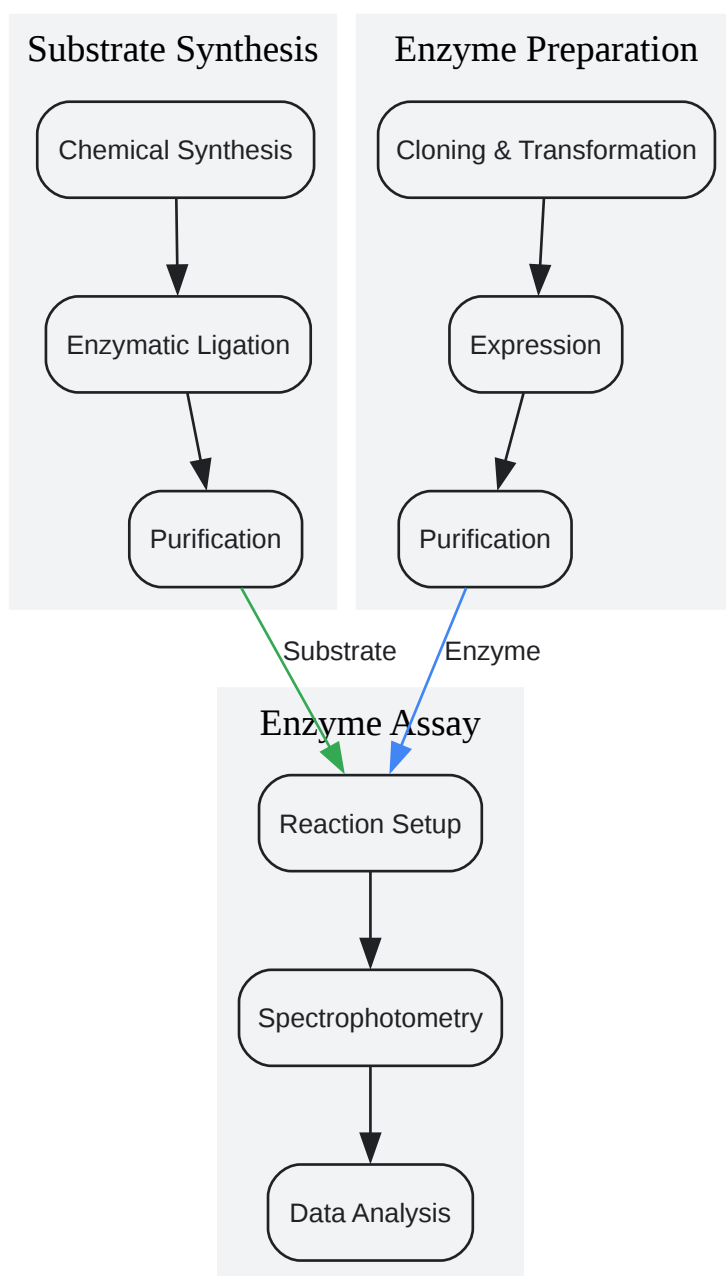 Substrate Synthesis
Chemical Synthesis
Enzymatic Ligation
Purification
Enzyme Preparation
Cloning & Transformation
Expression
Purification
Substrate
Enzyme
Enzyme Assay
Reaction Setup
Spectrophotometry
Data Analysis